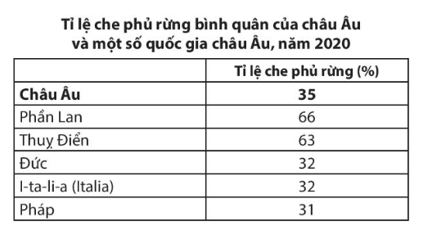 Tỉ lệ che phủ rừng bình quân của châu Âu
và một số quốc gia châu Âu, năm 2020
Tỉ lệ che phủ rừng (%)
Châu Âu 35
Phần Lan 66
Thuỵ Điển 63
Đức 32
I-ta-li-a (Italia) 32
Pháp 31